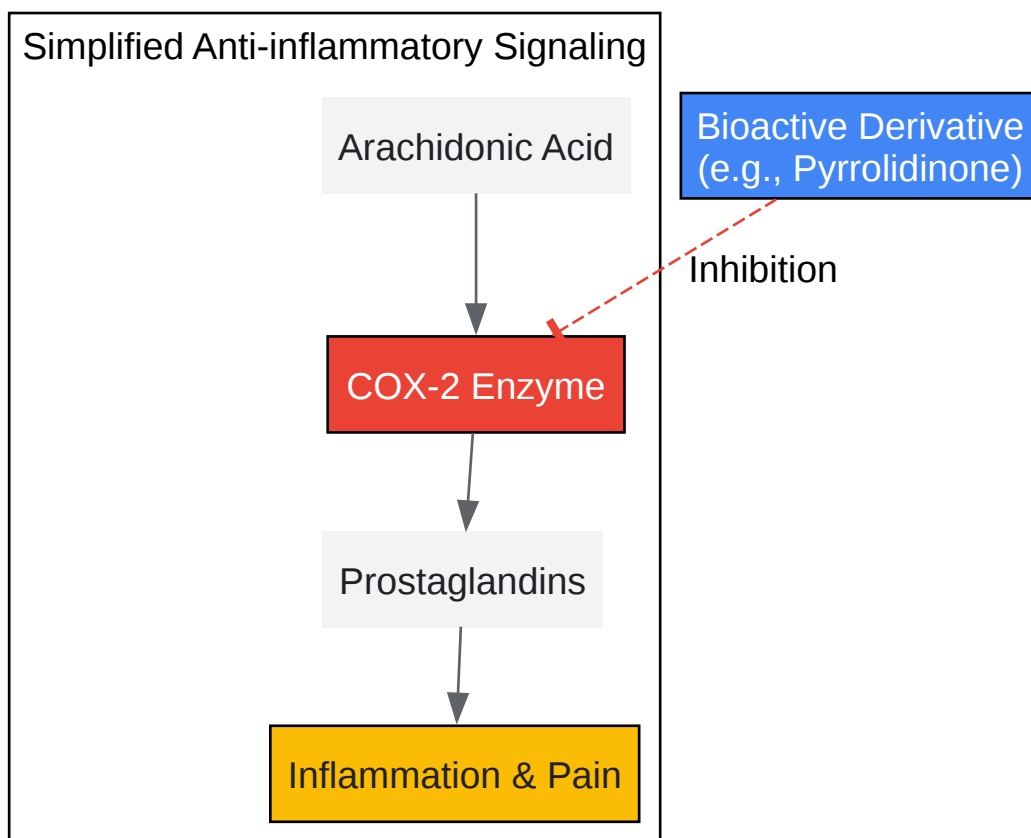 Simplified Anti-inflammatory Signaling
Arachidonic Acid
Bioactive Derivative
(e.g., Pyrrolidinone)
Inhibition
COX-2 Enzyme
Prostaglandins
Inflammation & Pain